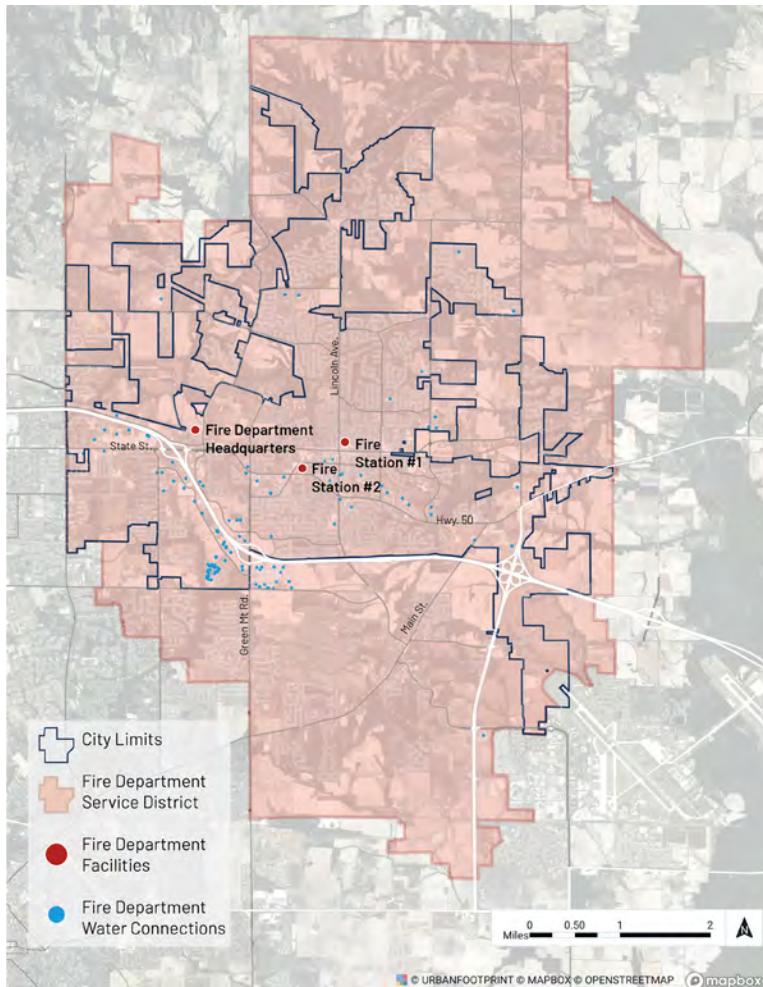 Lincoln Ave.
Fire Department
Headquarters
State St.
Fire
Station #1
Fire
Station #2
Hwy. 50
Green Mt Rd.
Main St.
City Limits
Fire Department
Service District
Fire Department
Facilities
Fire Department
Water Connections
0 0.50 1 2
Miles
N
© URBANFOOTPRINT © MAPBOX © OPENSTREETMAP
mapbox